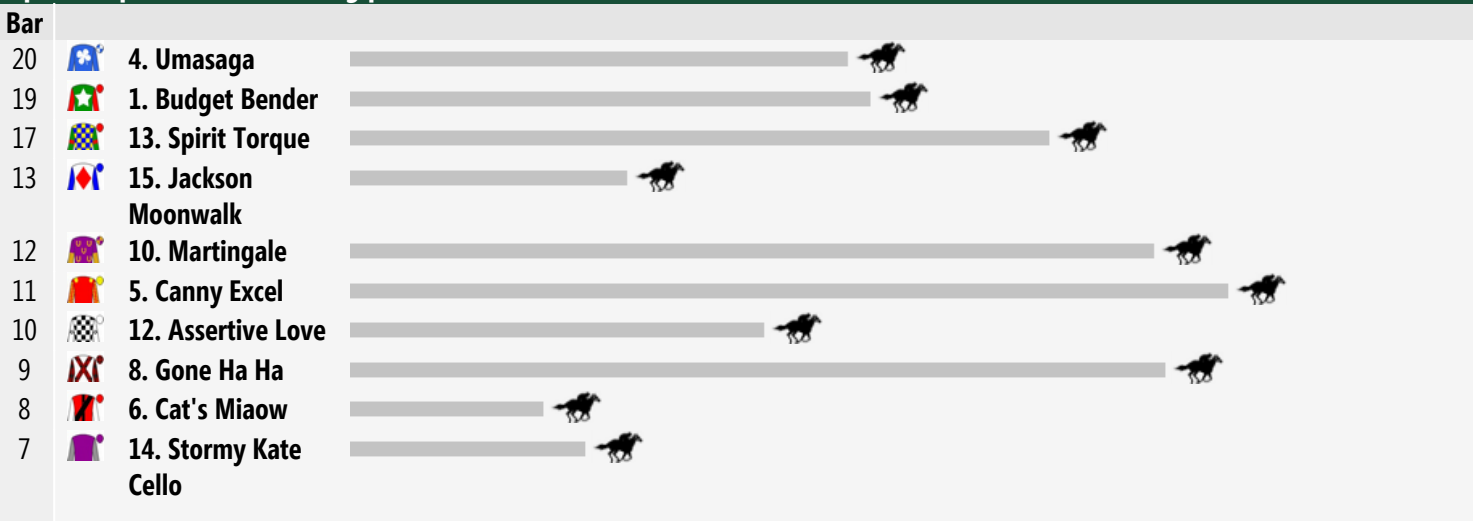 Bar
20 4. Umasaga
19 1. Budget Bender
17 13. Spirit Torque
13 15. Jackson
Moonwalk
12 10. Martingale
11 5. Canny Excel
10 12. Assertive Love
9 8. Gone Ha Ha
8 6. Cat's Miaow
7 14. Stormy Kate
Cello